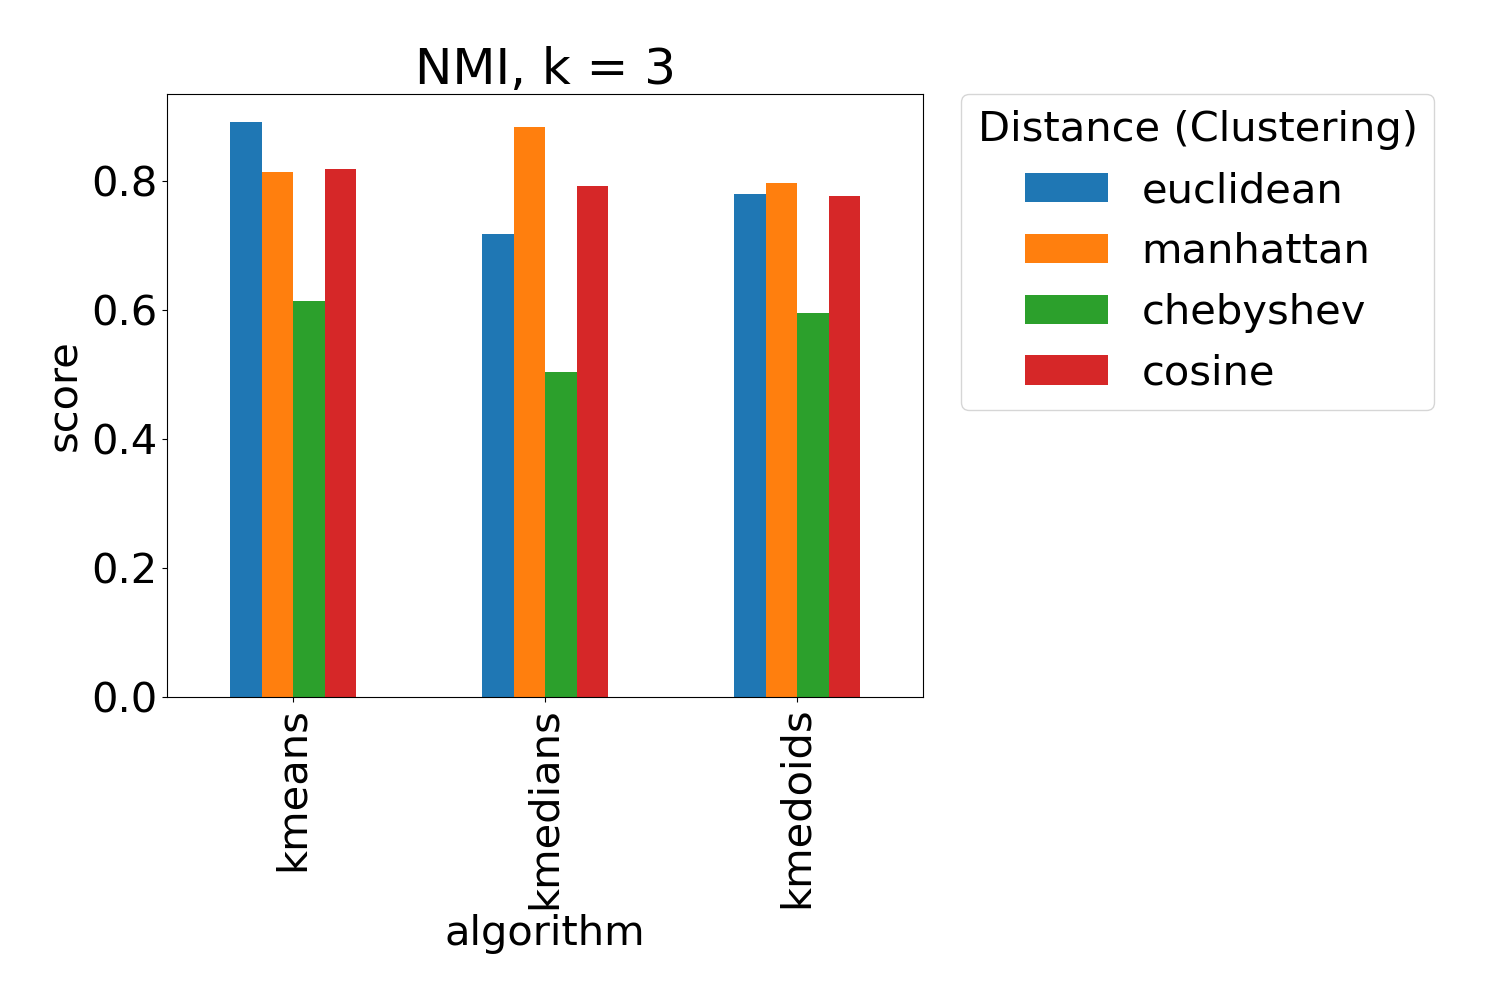 NMI, k = 3
score
0.8
0.6
0.4
0.2
0.0
kmeans
kmedians
kmedoids
algorithm
Distance (Clustering)
euclidean
manhattan
chebyshev
cosine